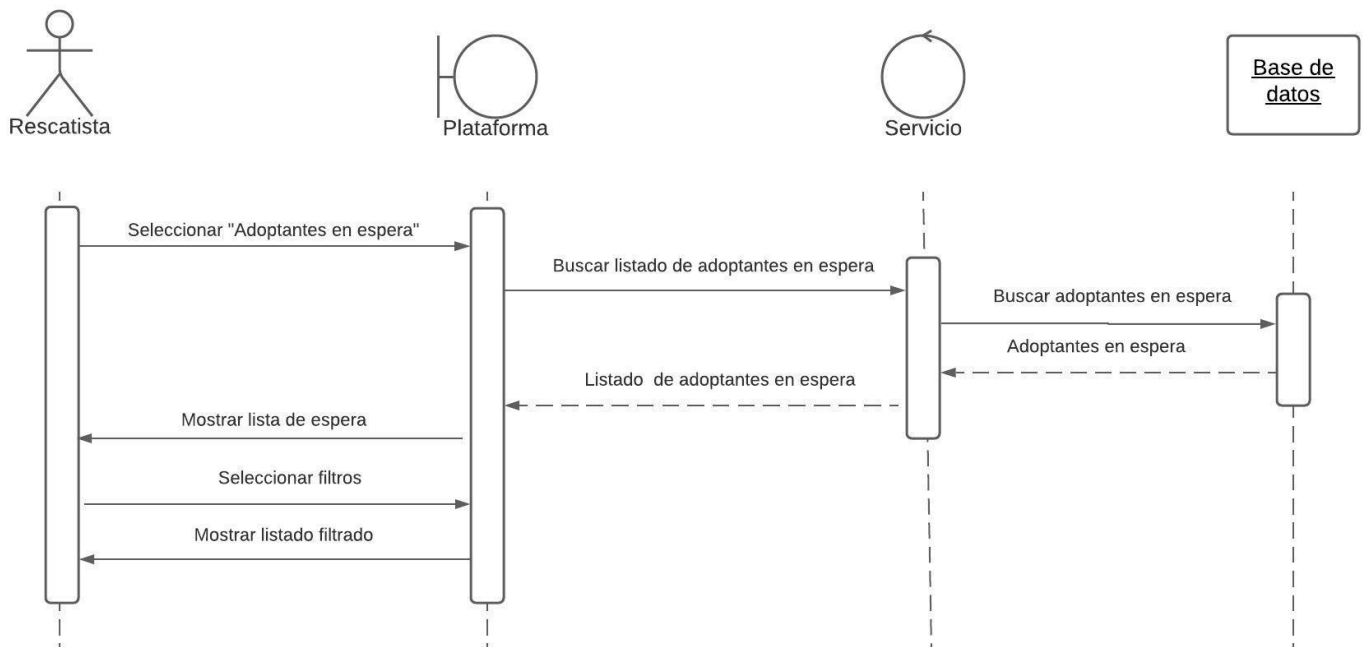 Rescatista
Plataforma
Servicio
Base de
datos
Seleccionar "Adoptantes en espera"
Buscar listado de adoptantes en espera
Buscar adoptantes en espera
Adoptantes en espera
Listado  de adoptantes en espera
Mostrar lista de espera
Seleccionar filtros
Mostrar listado filtrado